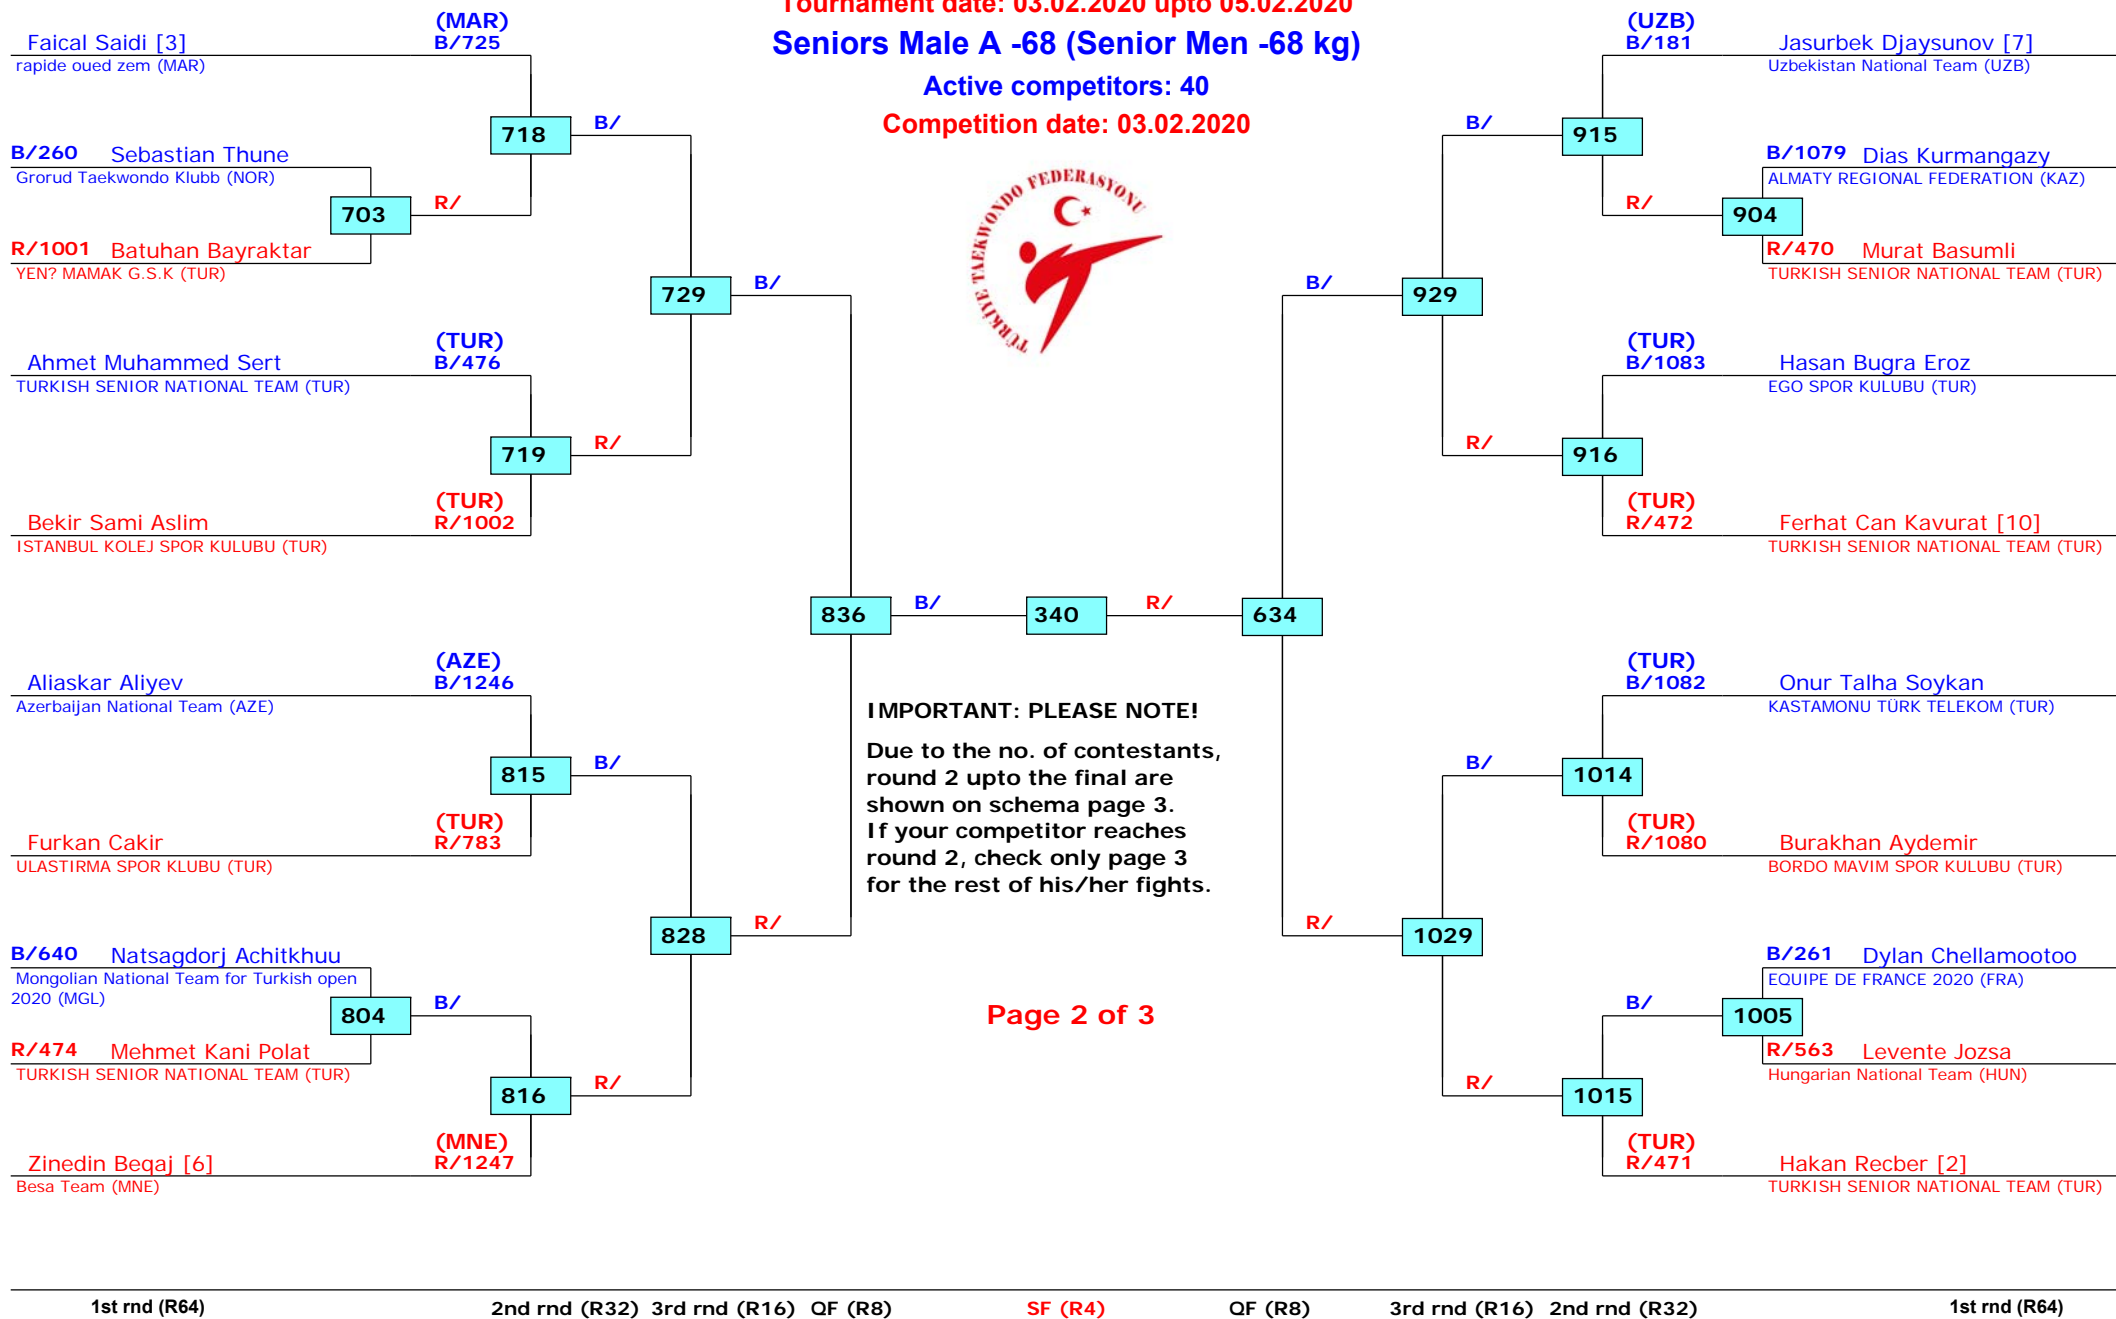 Tournament date: 03.02.2020 upto 05.02.2020
Seniors Male A -68 (Senior Men -68 kg)
Active competitors: 40
Competition date: 03.02.2020
TÜRKİYE TAEKWONDO FEDERASYONU
Faical Saidi [3]
rapide oued zem (MAR)
(MAR)
B/725
718
B/
B/260 Sebastian Thune
Grorud Taekwondo Klubb (NOR)
703
R/
R/1001 Batuhan Bayraktar
YEN? MAMAK G.S.K (TUR)
729
B/
Ahmet Muhammed Sert
TURKISH SENIOR NATIONAL TEAM (TUR)
(TUR)
B/476
719
R/
Bekir Sami Aslim
ISTANBUL KOLEJ SPOR KULUBU (TUR)
(TUR)
R/1002
836
B/
340
R/
634
Aliaskar Aliyev
Azerbaijan National Team (AZE)
(AZE)
B/1246
815
B/
Furkan Cakir
ULASTIRMA SPOR KLUBU (TUR)
(TUR)
R/783
828
R/
B/640 Natsagdorj Achitkhuu
Mongolian National Team for Turkish open
2020 (MGL)
804
B/
R/474 Mehmet Kani Polat
TURKISH SENIOR NATIONAL TEAM (TUR)
816
R/
Zinedin Beqaj [6]
Besa Team (MNE)
(MNE)
R/1247
IMPORTANT: PLEASE NOTE!
Due to the no. of contestants,
round 2 upto the final are
shown on schema page 3.
If your competitor reaches
round 2, check only page 3
for the rest of his/her fights.
Page 2 of 3
(UZB)
B/181
Jasurbek Djaysunov [7]
Uzbekistan National Team (UZB)
B/
915
B/1079 Dias Kurmangazy
ALMATY REGIONAL FEDERATION (KAZ)
R/
904
R/470 Murat Basumli
TURKISH SENIOR NATIONAL TEAM (TUR)
B/
929
(TUR)
B/1083
Hasan Bugra Eroz
EGO SPOR KULUBU (TUR)
R/
916
(TUR)
R/472
Ferhat Can Kavurat [10]
TURKISH SENIOR NATIONAL TEAM (TUR)
(TUR)
B/1082
Onur Talha Soykan
KASTAMONU TÜRK TELEKOM (TUR)
B/
1014
(TUR)
R/1080
Burakhan Aydemir
BORDO MAVIM SPOR KULUBU (TUR)
R/
1029
B/261 Dylan Chellamootoo
EQUIPE DE FRANCE 2020 (FRA)
B/
1005
R/563 Levente Jozsa
Hungarian National Team (HUN)
R/
1015
(TUR)
R/471
Hakan Recber [2]
TURKISH SENIOR NATIONAL TEAM (TUR)
1st rnd (R64) 2nd rnd (R32) 3rd rnd (R16) QF (R8) SF (R4) QF (R8) 3rd rnd (R16) 2nd rnd (R32) 1st rnd (R64)